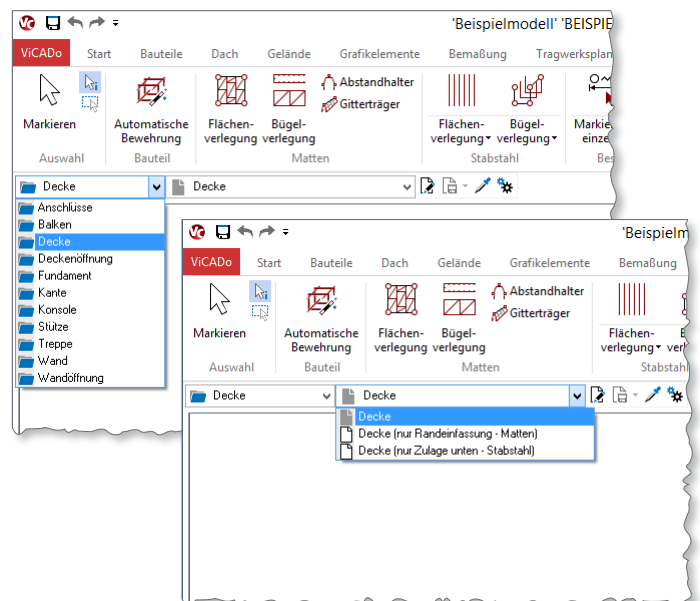 Vc 'Beispielmodell' 'BEISPIE
ViCADo Start Bauteile Dach Gelände Grafikelemente Bemaßung Tragwerksplan
Markieren
Automatische Bewehrung
Flächen-verlegung
Bügel-verlegung
Abstandhalter
Gitterträger
Flächen-verlegung
Bügel-verlegung
Markie
einze
Auswahl Bauteil Matten Stabstahl Bes
Decke Decke
Anschlüsse
Balken
Decke
Deckenöffnung
Fundament
Kante
Konsole
Stütze
Treppe
Wand
Wandöffnung
Vc 'Beispielm
ViCADo Start Bauteile Dach Gelände Grafikelemente Bemaßung
Markieren
Automatische Bewehrung
Flächen-verlegung
Bügel-verlegung
Abstandhalter
Gitterträger
Flächen-verlegung
verl
Auswahl Bauteil Matten Stabstahl
Decke Decke
Decke
Decke (nur Randeinfassung - Matten)
Decke (nur Zulage unten - Stabstahl)